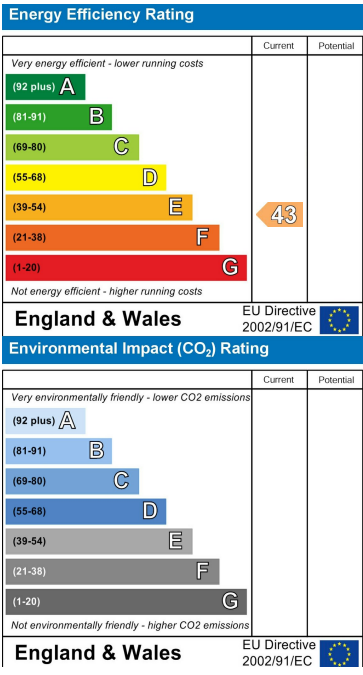 Energy Efficiency Rating
Current Potential
Very energy efficient - lower running costs
(92 plus) A
(81-91) B
(69-80) C
(55-68) D
(39-54) E 43
(21-38) F
(1-20) G
Not energy efficient - higher running costs
England & Wales EU Directive 2002/91/EC
Environmental Impact (CO₂) Rating
Current Potential
Very environmentally friendly - lower CO2 emissions
(92 plus) A
(81-91) B
(69-80) C
(55-68) D
(39-54) E
(21-38) F
(1-20) G
Not environmentally friendly - higher CO2 emissions
England & Wales EU Directive 2002/91/EC